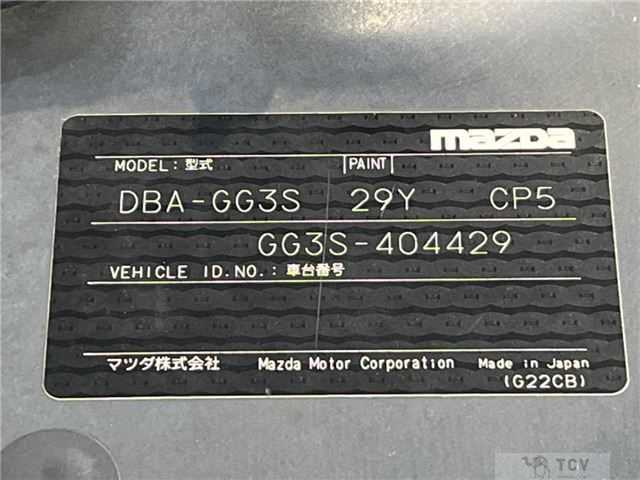 mazda
MODEL: 型式 PAINT
DBA-GG3S 29Y CP5
GG3S-404429
VEHICLE ID.NO.: 車台番号
マツダ株式会社 Mazda Motor Corporation Made in Japan
(G22CB)
TCV